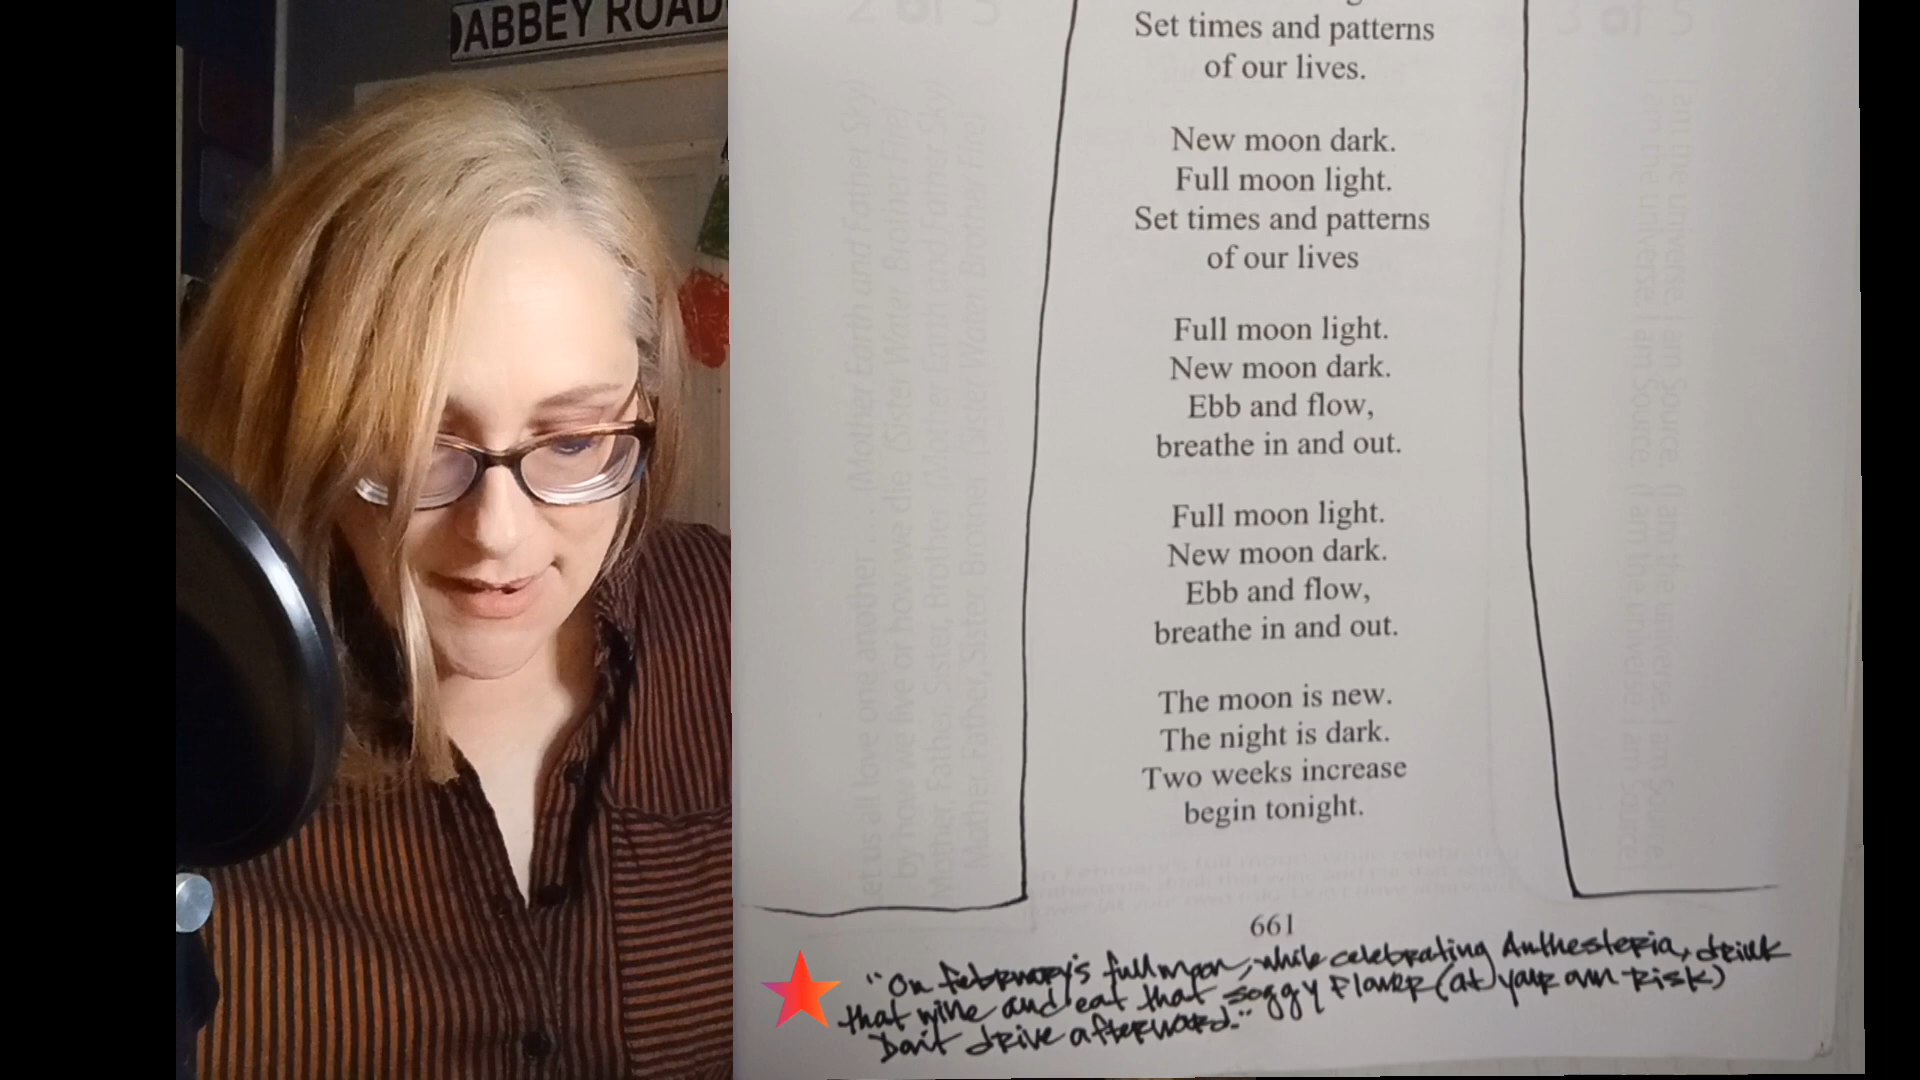 ABBEY ROAD
Set times and patterns
of our lives.
New moon dark.
Full moon light.
Set times and patterns
of our lives
Full moon light.
New moon dark.
Ebb and flow,
breathe in and out.
Full moon light.
New moon dark.
Ebb and flow,
breathe in and out.
The moon is new.
The night is dark.
Two weeks increase
begin tonight.
661
"On February's full moon, while celebrating Anthesteria, drink
that wine and eat that soggy flower (at your own risk)
Don't drive afterward."